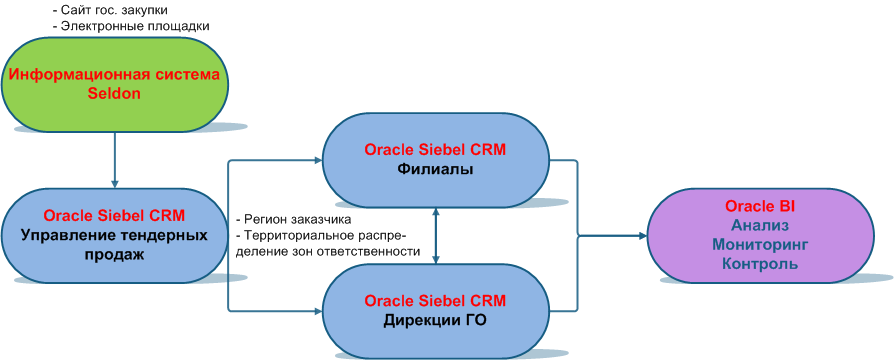 - Сайт гос. закупки
- Электронные площадки
Информационная система
Seldon
Oracle Siebel CRM
Управление тендерных
продаж
- Регион заказчика
- Территориальное распре-
деление зон ответственности
Oracle Siebel CRM
Филиалы
Oracle Siebel CRM
Дирекции ГО
Oracle BI
Анализ
Мониторинг
Контроль